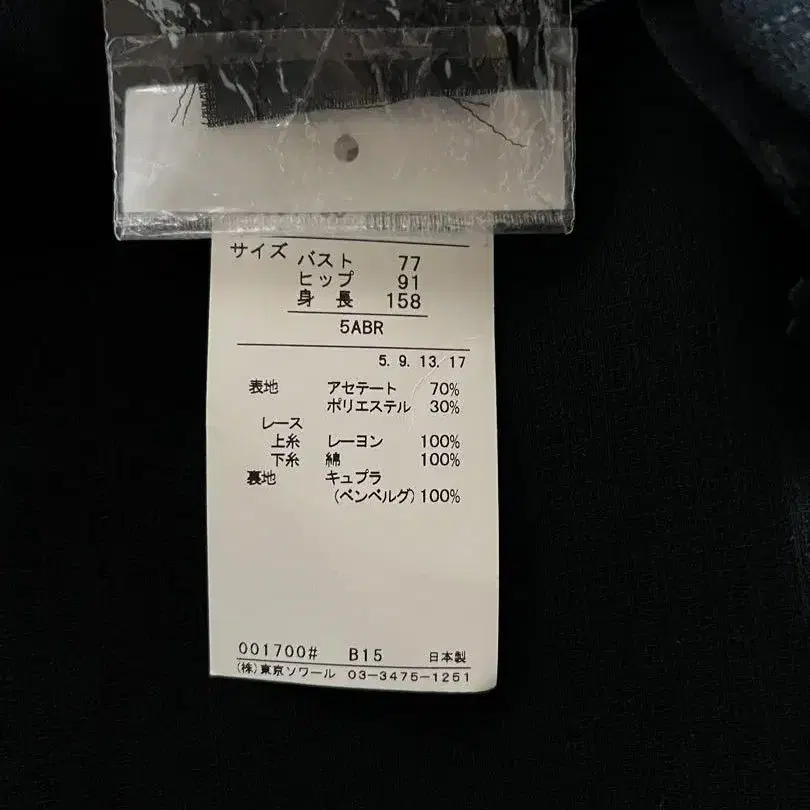 サイズ バスト 77
ヒップ 91
身長 158
5ABR
5. 9. 13. 17
表地 アセテート 70%
ポリエステル 30%
レース
上糸 レーヨン 100%
下糸 綿 100%
裏地 キュプラ
(ベンベルグ) 100%
001700# B15 日本製
(株)東京ソワール 03-3475-1251